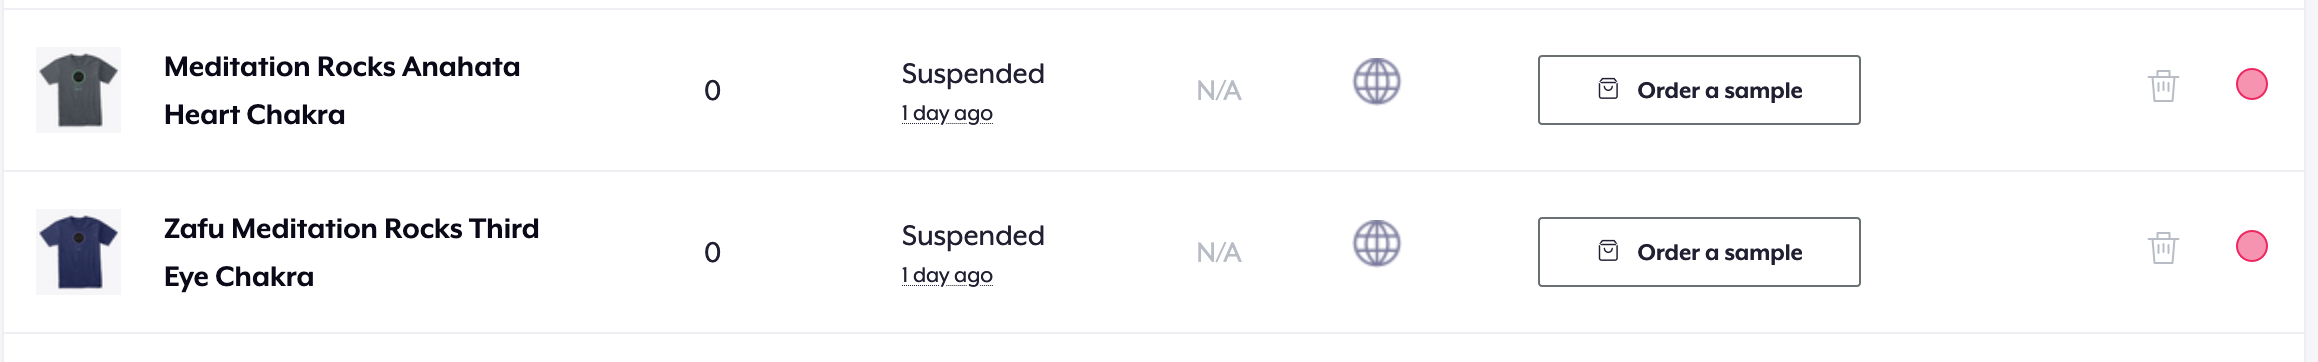 Meditation Rocks Anahata
Heart Chakra
0
Suspended
1 day ago
N/A
Order a sample
Zafu Meditation Rocks Third
Eye Chakra
0
Suspended
1 day ago
N/A
Order a sample